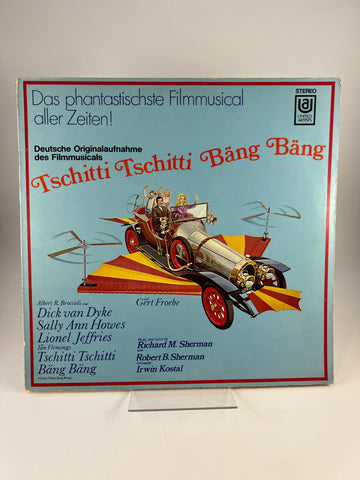 Das phantastischste Filmmusical
aller Zeiten!
STEREO
UA
UNITED
ARTISTS
Deutsche Originalaufnahme
des Filmmusicals
Tschitti Tschitti Bäng Bäng
Albert R. Broccoli
Dick van Dyke
Sally Ann Howes
Lionel Jeffries
Ian Flemings
Tschitti Tschitti
Bäng Bäng
Gert Froebe
Richard M. Sherman
Robert B. Sherman
Irwin Kostal